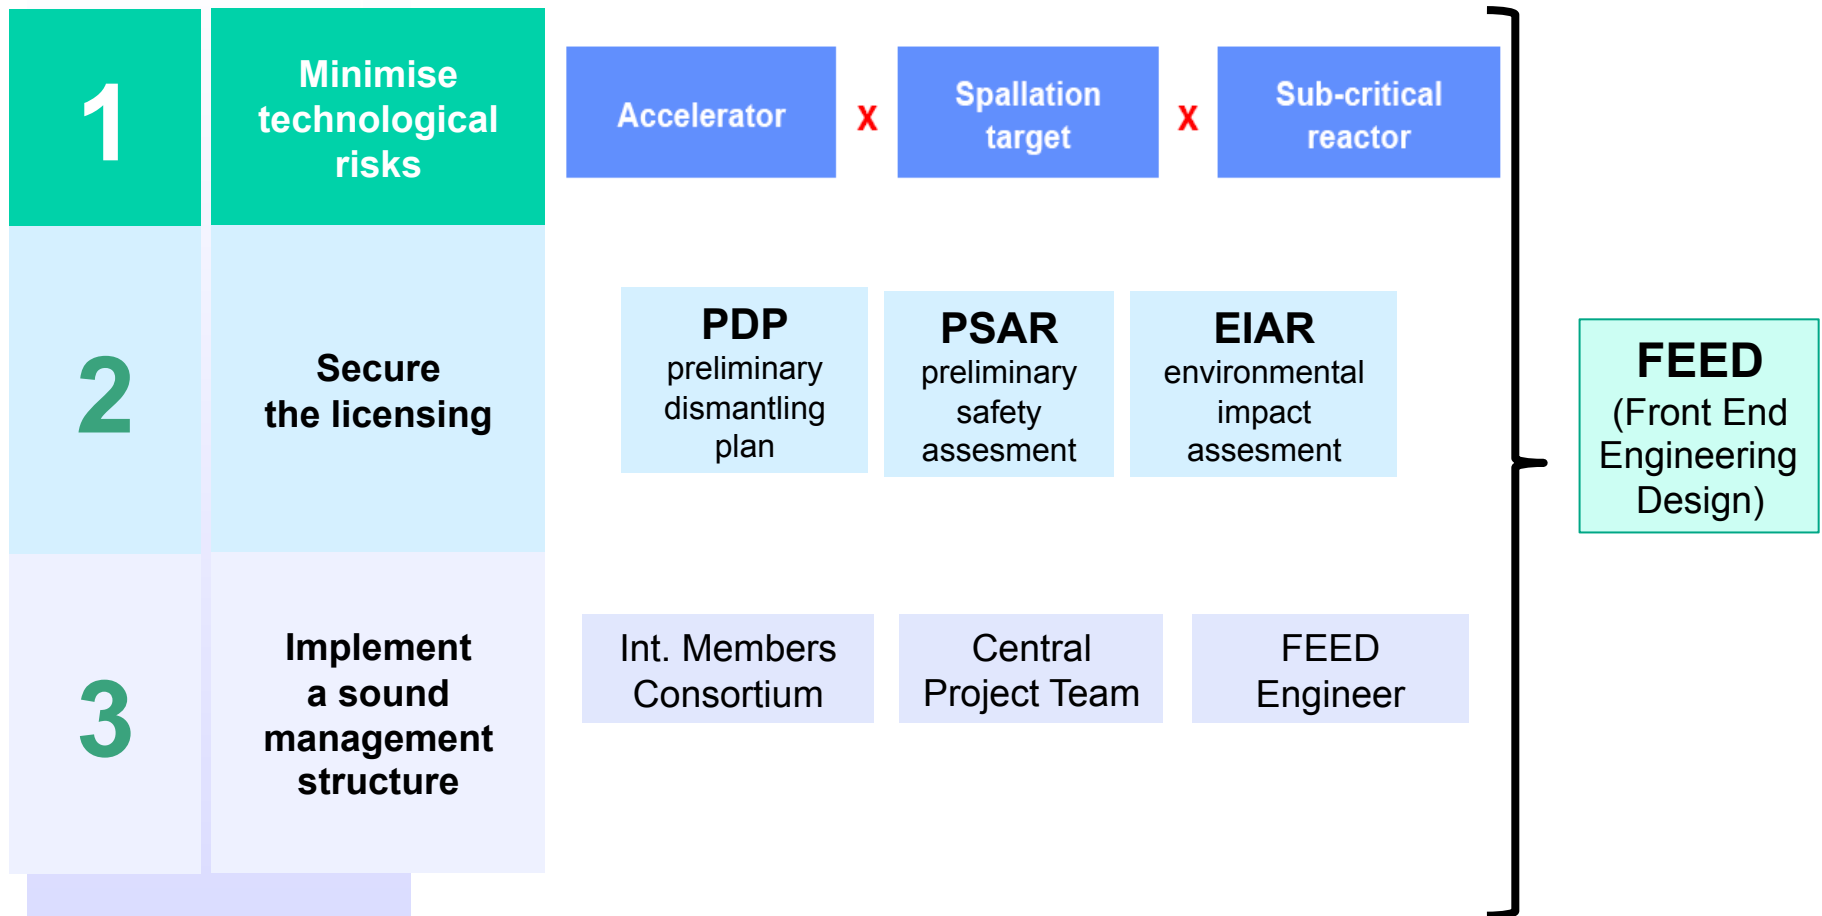 1
Minimise
technological
risks
Accelerator
X
Spallation
target
X
Sub-critical
reactor
2
Secure
the licensing
PDP
preliminary
dismantling
plan
PSAR
preliminary
safety
assesment
EIAR
environmental
impact
assesment
3
Implement
a sound
management
structure
Int. Members
Consortium
Central
Project Team
FEED
Engineer
FEED
(Front End
Engineering
Design)